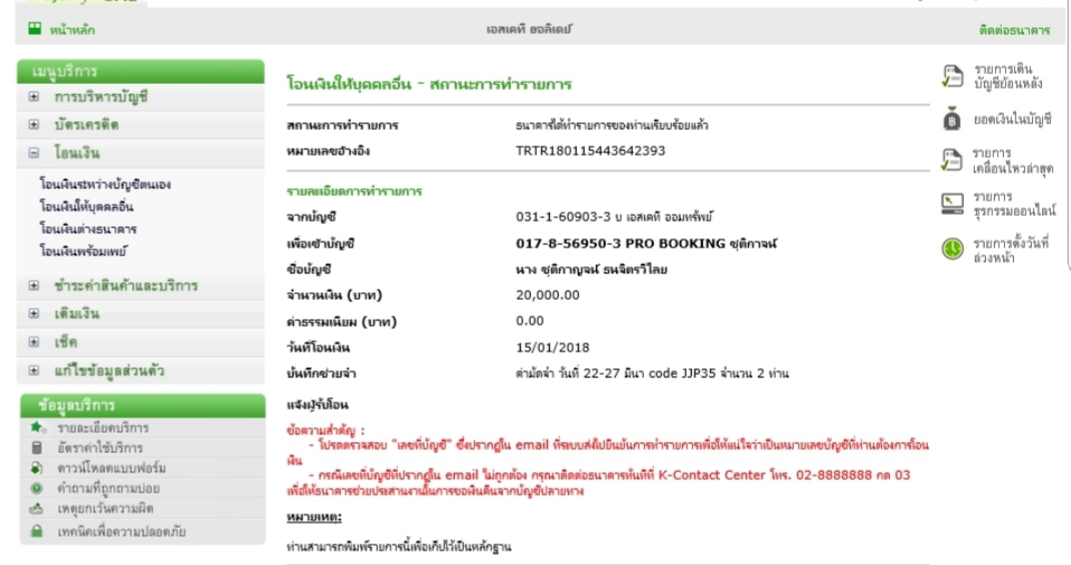 หน้าหลัก
เอสเคที ฮอลิเดย์
ติดต่อธนาคาร
เมนูบริการ
การบริหารบัญชี
บัตรเครดิต
โอนเงิน
โอนเงินระหว่างบัญชีตนเอง
โอนเงินให้บุคคลอื่น
โอนเงินต่างธนาคาร
โอนเงินพร้อมเพย์
ชำระค่าสินค้าและบริการ
เติมเงิน
เช็ค
แก้ไขข้อมูลส่วนตัว
ข้อมูลบริการ
รายละเอียดบริการ
อัตราค่าใช้บริการ
ดาวน์โหลดแบบฟอร์ม
คำถามที่ถูกถามบ่อย
เหตุยกเว้นความผิด
เทคนิคเพื่อความปลอดภัย
โอนเงินให้บุคคลอื่น - สถานะการทำรายการ
สถานะการทำรายการ ธนาคารได้ทำรายการของท่านเรียบร้อยแล้ว
หมายเลขอ้างอิง TRTR180115443642393
รายละเอียดการทำรายการ
จากบัญชี 031-1-60903-3 บ เอสเคที ออมทรัพย์
เพื่อเข้าบัญชี 017-8-56950-3 PRO BOOKING ชุติกาจน์
ชื่อบัญชี นาง ชุติกาญจน์ ธนจิตรวิไลย
จำนวนเงิน (บาท) 20,000.00
ค่าธรรมเนียม (บาท) 0.00
วันที่โอนเงิน 15/01/2018
บันทึกช่วยจำ ค่ามัดจำ วันที่ 22-27 มีนา code JJP35 จำนวน 2 ท่าน
แจ้งผู้รับโอน
ข้อความสำคัญ :
- โปรดตรวจสอบ "เลขที่บัญชี" ซึ่งปรากฏใน email ที่ระบบส่งไปยืนยันการทำรายการเพื่อให้แน่ใจว่าเป็นหมายเลขบัญชีที่ท่านต้องการโอน
เงิน
- กรณีเลขที่บัญชีที่ปรากฏใน email ไม่ถูกต้อง กรุณาติดต่อธนาคารทันทีที่ K-Contact Center โทร. 02-8888888 กด 03
เพื่อให้ธนาคารช่วยประสานงานในการขอเงินคืนจากบัญชีปลายทาง
หมายเหตุ:
ท่านสามารถพิมพ์รายการนี้เพื่อเก็บไว้เป็นหลักฐาน
รายการเดิน
บัญชีย้อนหลัง
ยอดเงินในบัญชี
รายการ
เคลื่อนไหวล่าสุด
รายการ
ธุรกรรมออนไลน์
รายการตั้งวันที่
ล่วงหน้า